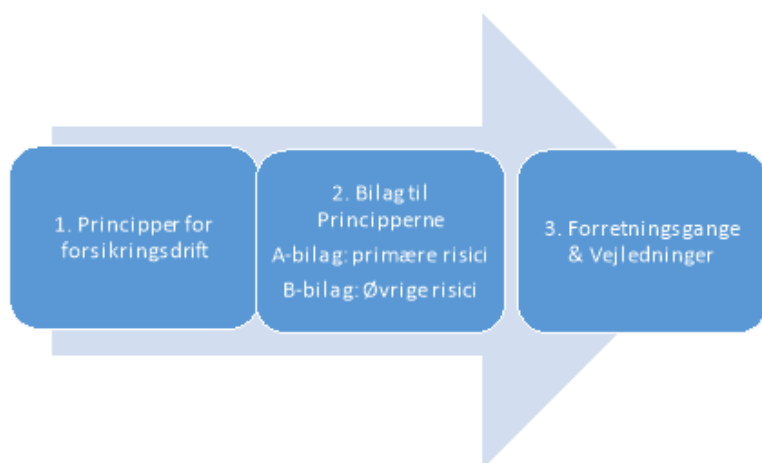 1. Principper for
forsikringsdrift
2. Bilag til
Principperne
A-bilag: primære risici
B-bilag: Øvrige risici
3. Forretningsgange
& Vejledninger